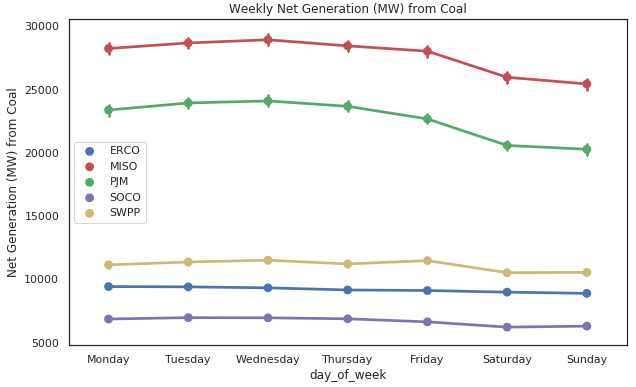 Weekly Net Generation (MW) from Coal
Net Generation (MW) from Coal
30000
25000
20000
15000
10000
5000
ERCO
MISO
PJM
SOCO
SWPP
Monday Tuesday Wednesday Thursday Friday Saturday Sunday
day_of_week